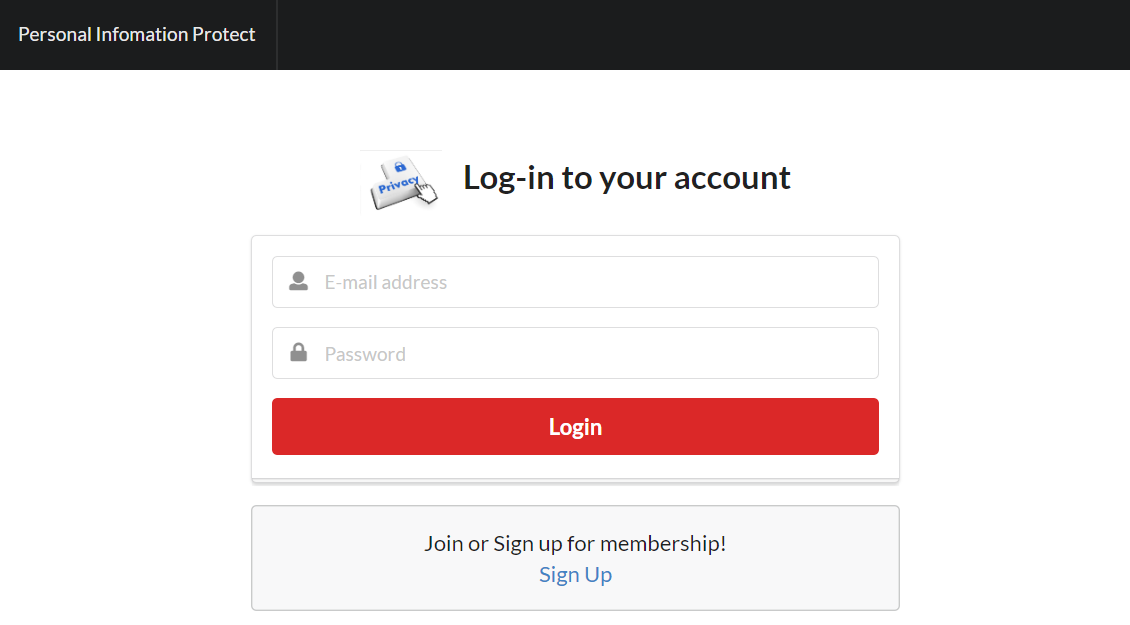 Personal Infomation Protect
Privacy
Log-in to your account
E-mail address
Password
Login
Join or Sign up for membership!
Sign Up